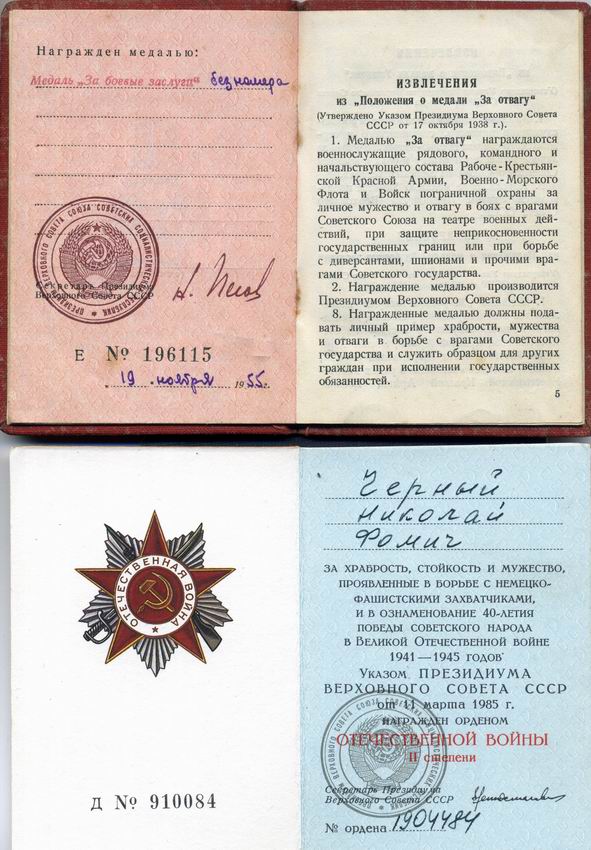 Награжден медалью:
Медаль „За боевые заслуги“ без номера
Секретарь Президиума
Верховного Совета СССР
Е № 196115
19 ноября 1955 г.
ИЗВЛЕЧЕНИЯ
из „Положения о медали „За отвагу“
(Утверждено Указом Президиума Верховного Совета
СССР от 17 октября 1938 г.).
1. Медалью „За отвагу“ награждаются
военнослужащие рядового, командного и
начальствующего состава Рабоче-Крестьян-
ской Красной Армии, Военно-Морского
Флота и Войск пограничной охраны за
личное мужество и отвагу в боях с врагами
Советского Союза на театре военных дей-
ствий, при защите неприкосновенности
государственных границ или при борьбе
с диверсантами, шпионами и прочими вра-
гами Советского государства.
2. Награждение медалью производится
Президиумом Верховного Совета СССР.
8. Награжденные медалью должны пода-
вать личный пример храбрости, мужества
и отваги в борьбе с врагами Советского
государства и служить образцом для других
граждан при исполнении государственных
обязанностей.
5
ОТЕЧЕСТВЕННАЯ ВОЙНА
Д № 910084
Черный
Николай
Фомич
ЗА ХРАБРОСТЬ, СТОЙКОСТЬ И МУЖЕСТВО,
ПРОЯВЛЕННЫЕ В БОРЬБЕ С НЕМЕЦКО-
ФАШИСТСКИМИ ЗАХВАТЧИКАМИ,
И В ОЗНАМЕНОВАНИЕ 40-ЛЕТИЯ
ПОБЕДЫ СОВЕТСКОГО НАРОДА
В ВЕЛИКОЙ ОТЕЧЕСТВЕННОЙ ВОЙНЕ
1941—1945 ГОДОВ
УКАЗОМ ПРЕЗИДИУМА
ВЕРХОВНОГО СОВЕТА СССР
от 11 марта 1985 г.
НАГРАЖДЕН ОРДЕНОМ
ОТЕЧЕСТВЕННОЙ ВОЙНЫ
II степени
Секретарь Президиума
Верховного Совета СССР
№ ордена 1904484